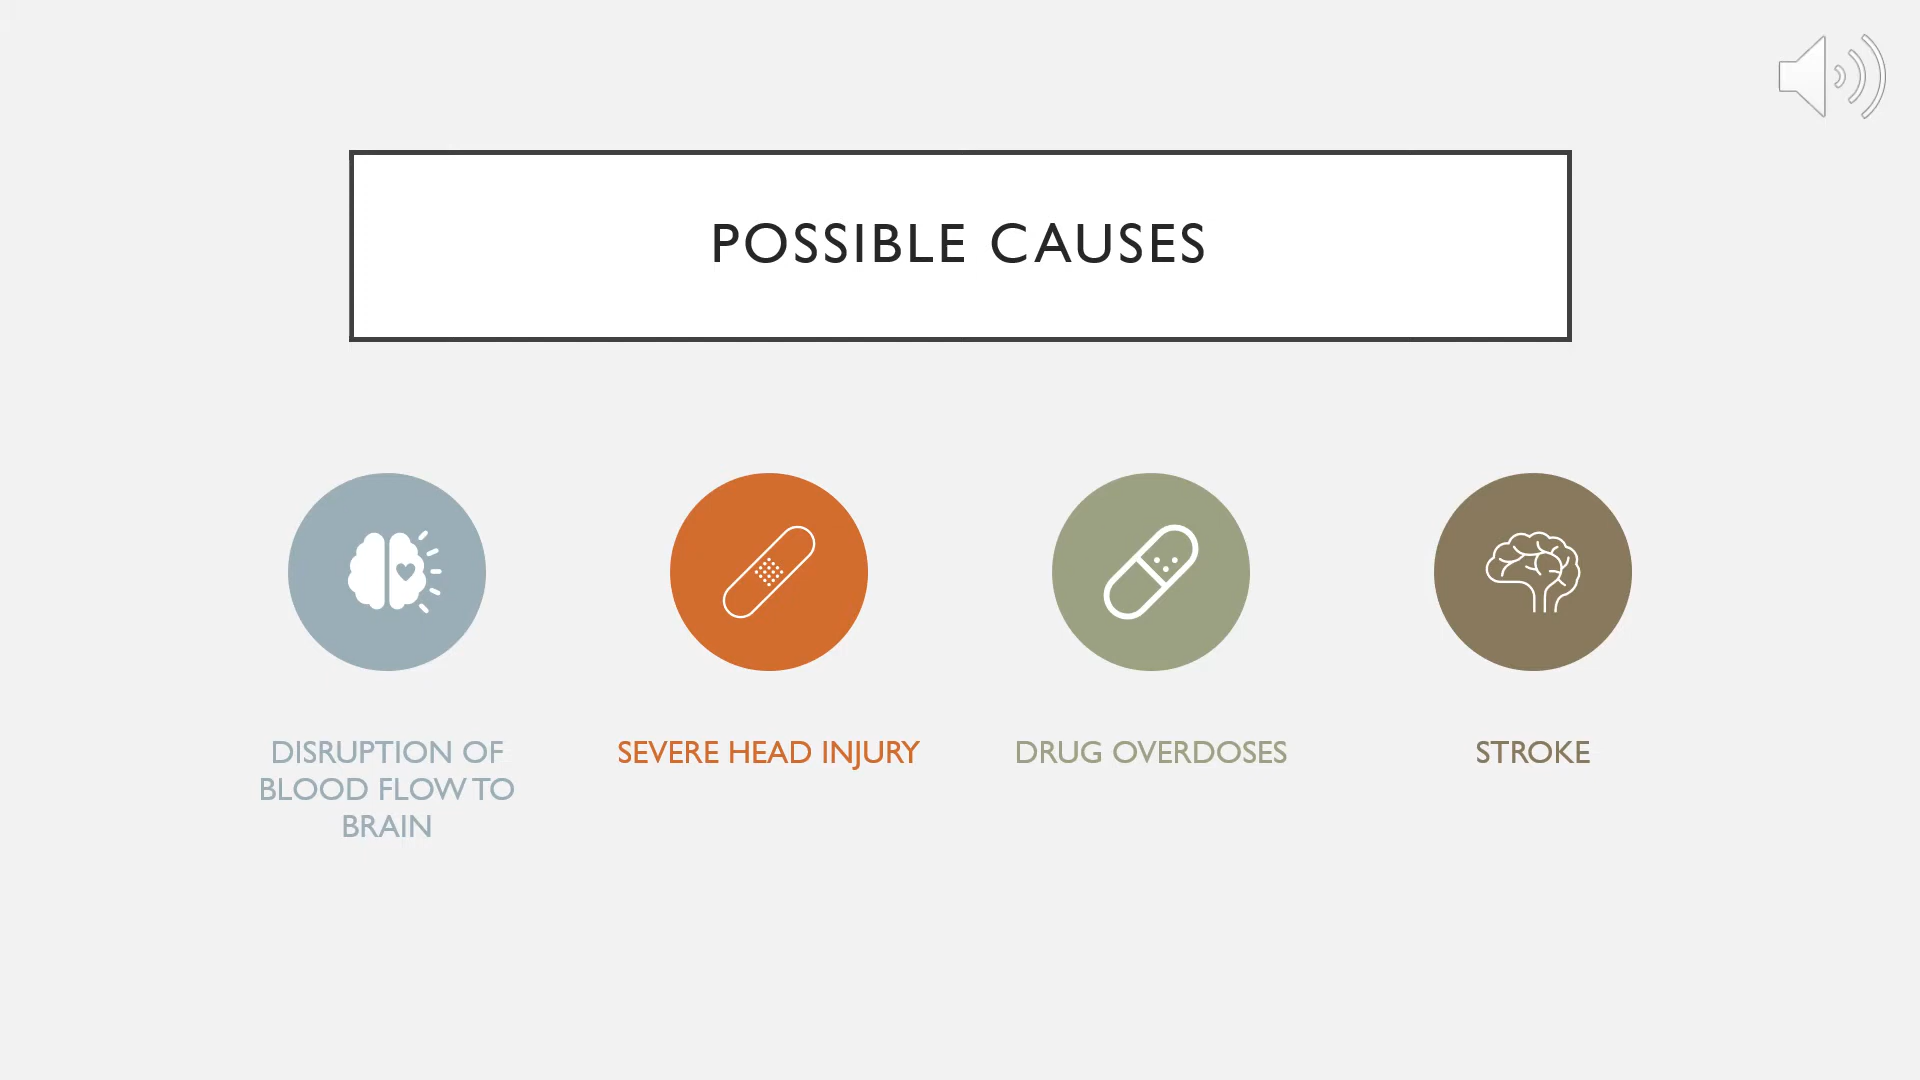 POSSIBLE CAUSES
DISRUPTION OF
BLOOD FLOW TO
BRAIN
SEVERE HEAD INJURY
DRUG OVERDOSES
STROKE